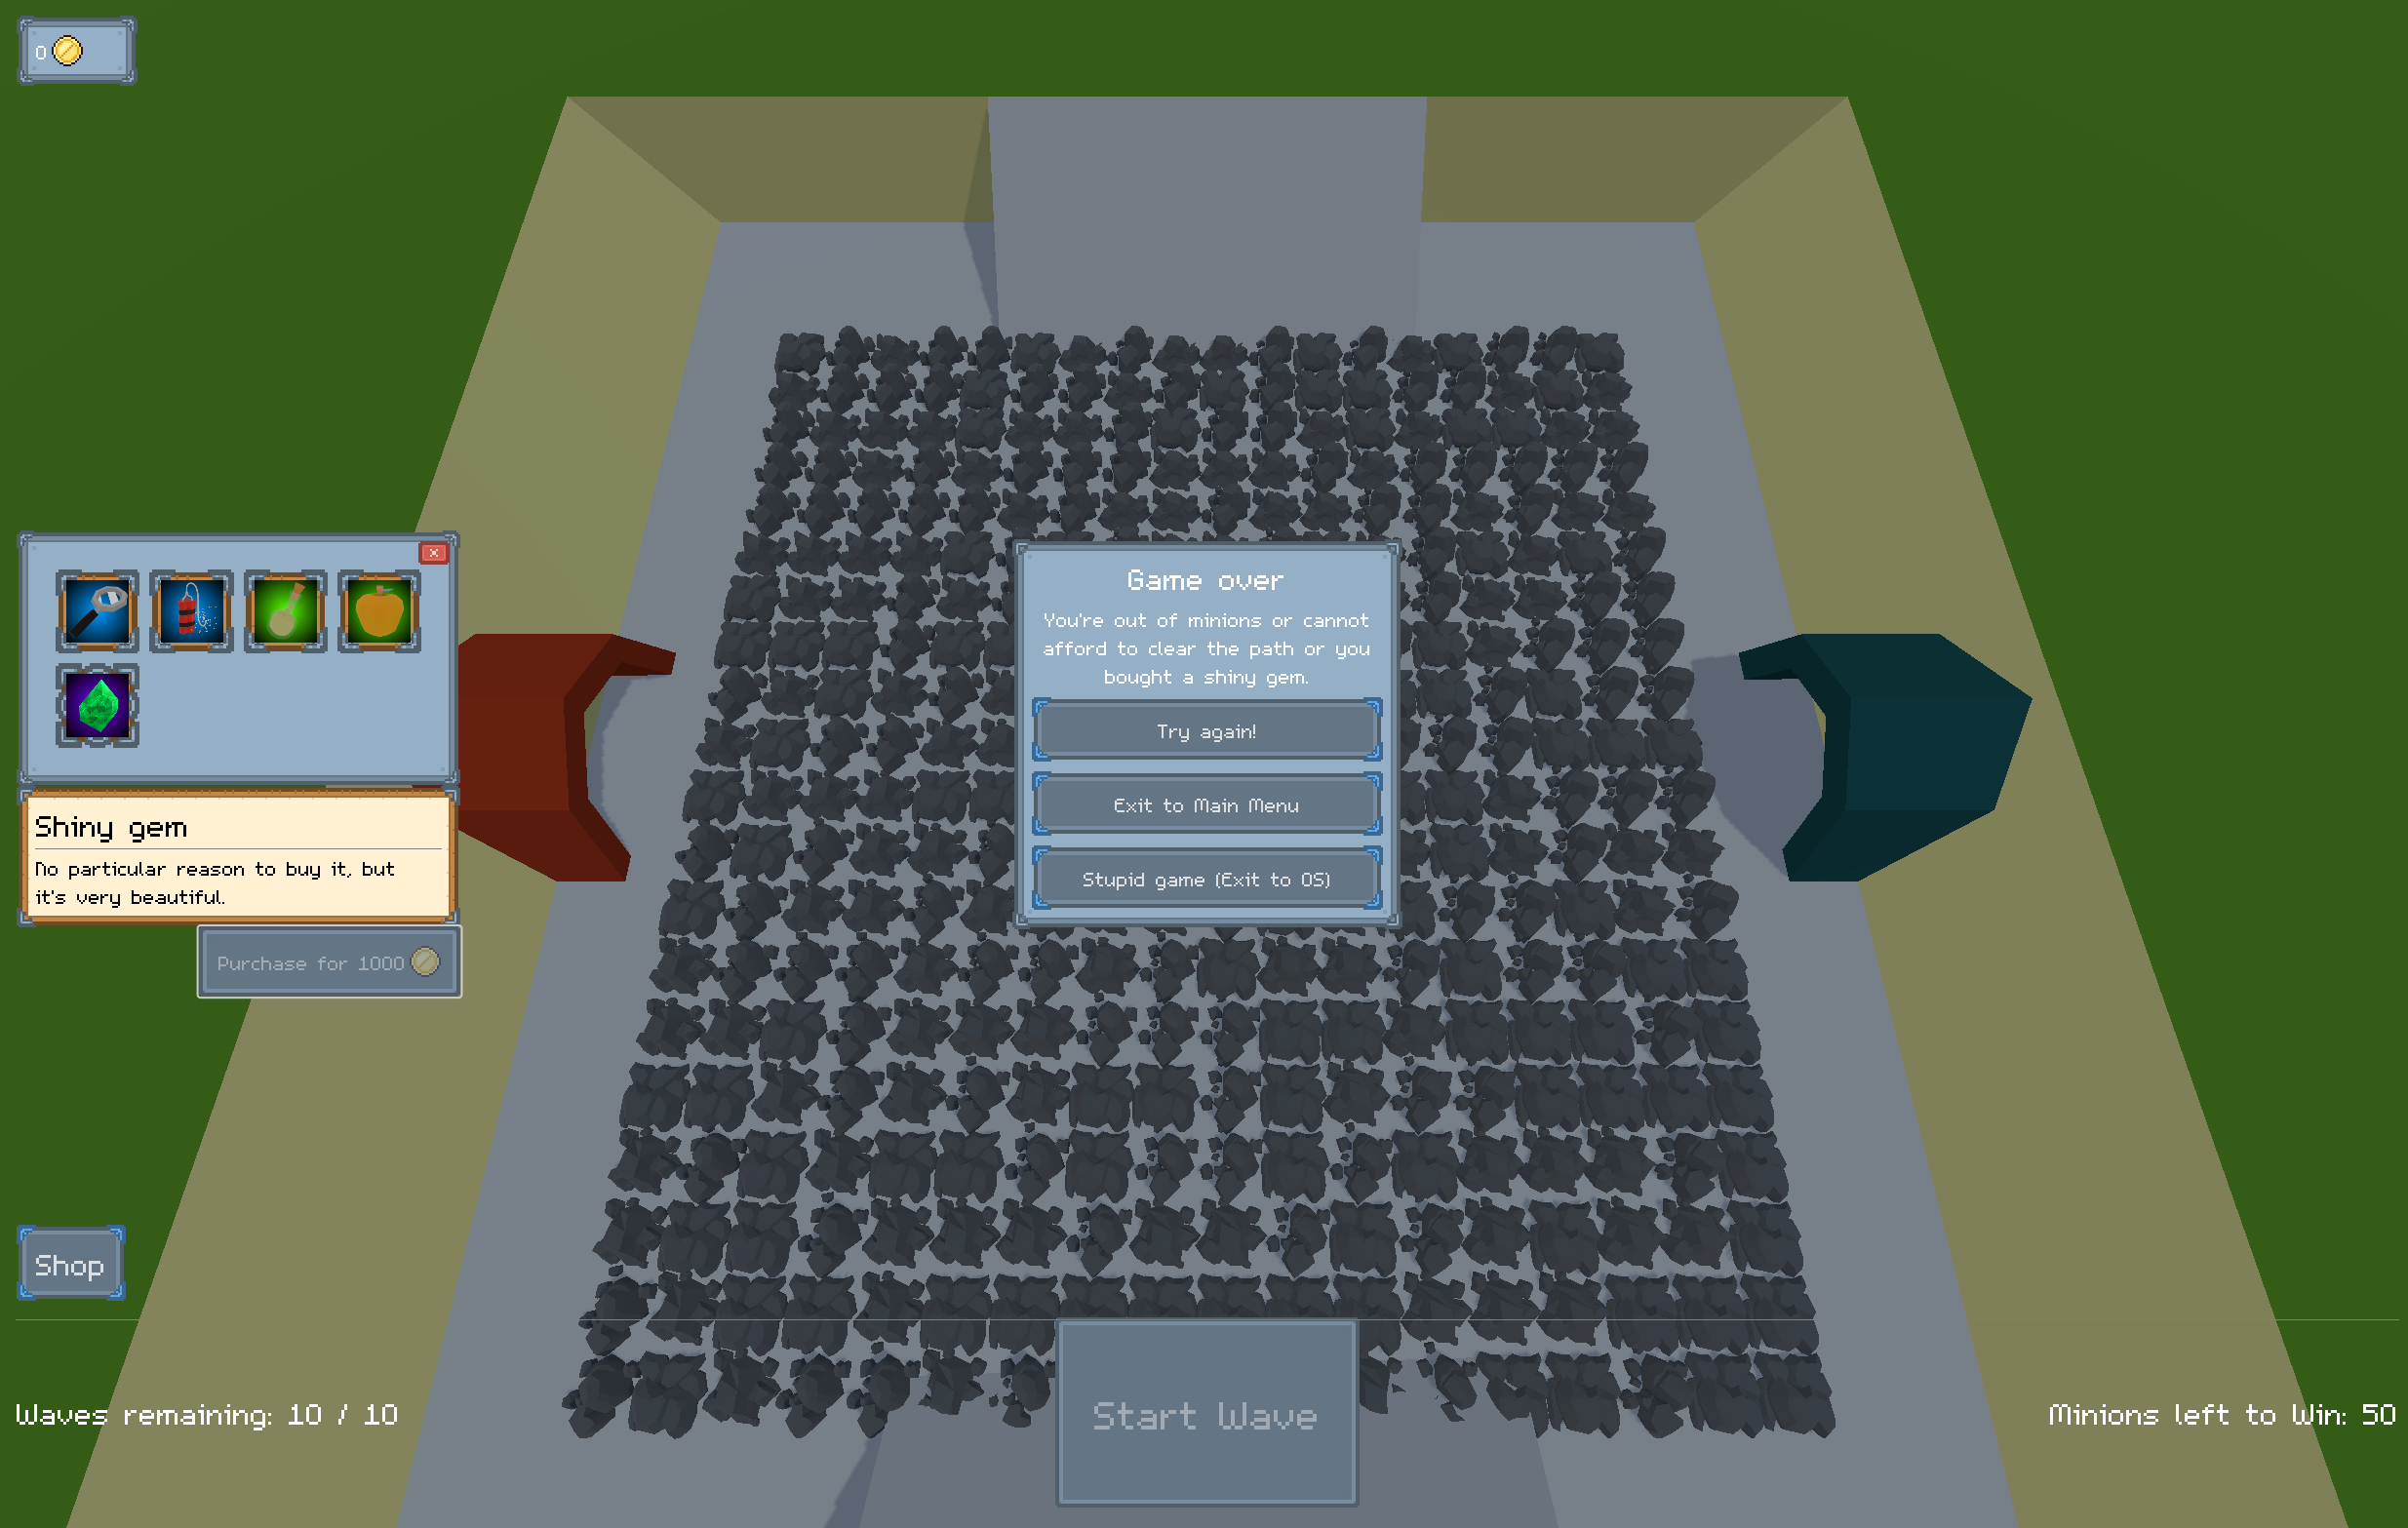 0
Game over
You're out of minions or cannot
afford to clear the path or you
bought a shiny gem.
Try again!
Exit to Main Menu
Stupid game (Exit to OS)
Shiny gem
No particular reason to buy it, but
it's very beautiful.
Purchase for 1000
Shop
Start Wave
Waves remaining: 10 / 10
Minions left to Win: 50